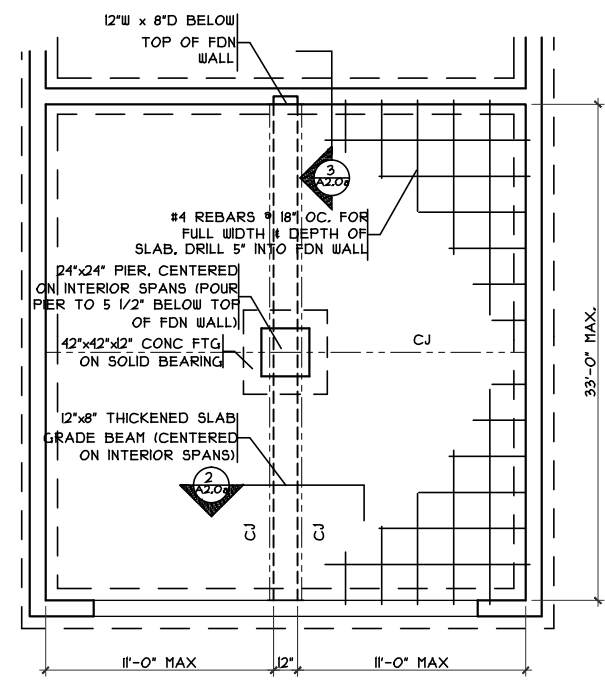 12"W x 8"D BELOW
TOP OF FDN
WALL
3
A2.0a
#4 REBARS @ 18" OC. FOR
FULL WIDTH & DEPTH OF
SLAB. DRILL 5" INTO FDN WALL
24"x24" PIER, CENTERED
ON INTERIOR SPANS (POUR
PIER TO 5 1/2" BELOW TOP
OF FDN WALL)
42"x42"x12" CONC FTG
ON SOLID BEARING
CJ
33'-0" MAX.
12"x8" THICKENED SLAB
GRADE BEAM (CENTERED
ON INTERIOR SPANS)
2
A2.0a
CJ
CJ
11'-0" MAX
12"
11'-0" MAX